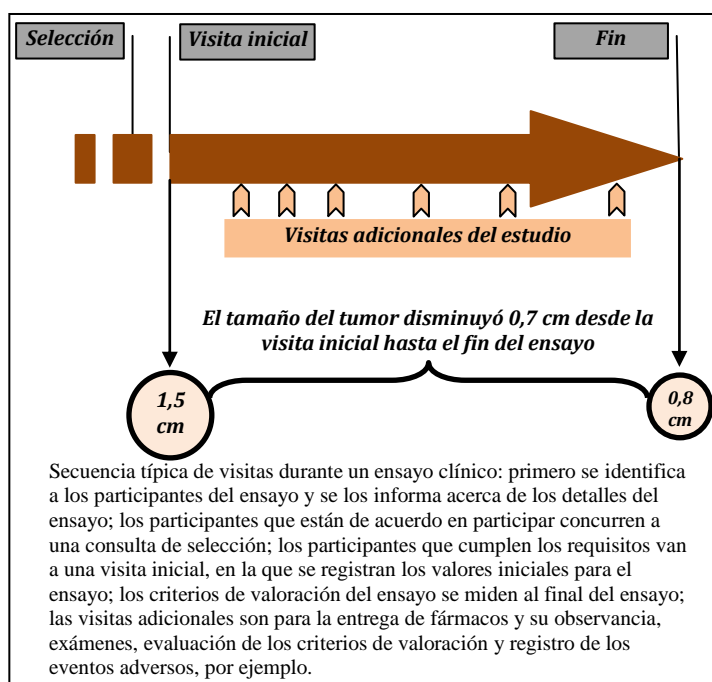 Selección
Visita inicial
Fin
Visitas adicionales del estudio
El tamaño del tumor disminuyó 0,7 cm desde la
visita inicial hasta el fin del ensayo
1,5
cm
0,8
cm
Secuencia típica de visitas durante un ensayo clínico: primero se identifica
a los participantes del ensayo y se los informa acerca de los detalles del
ensayo; los participantes que están de acuerdo en participar concurren a
una consulta de selección; los participantes que cumplen los requisitos van
a una visita inicial, en la que se registran los valores iniciales para el
ensayo; los criterios de valoración del ensayo se miden al final del ensayo;
las visitas adicionales son para la entrega de fármacos y su observancia,
exámenes, evaluación de los criterios de valoración y registro de los
eventos adversos, por ejemplo.